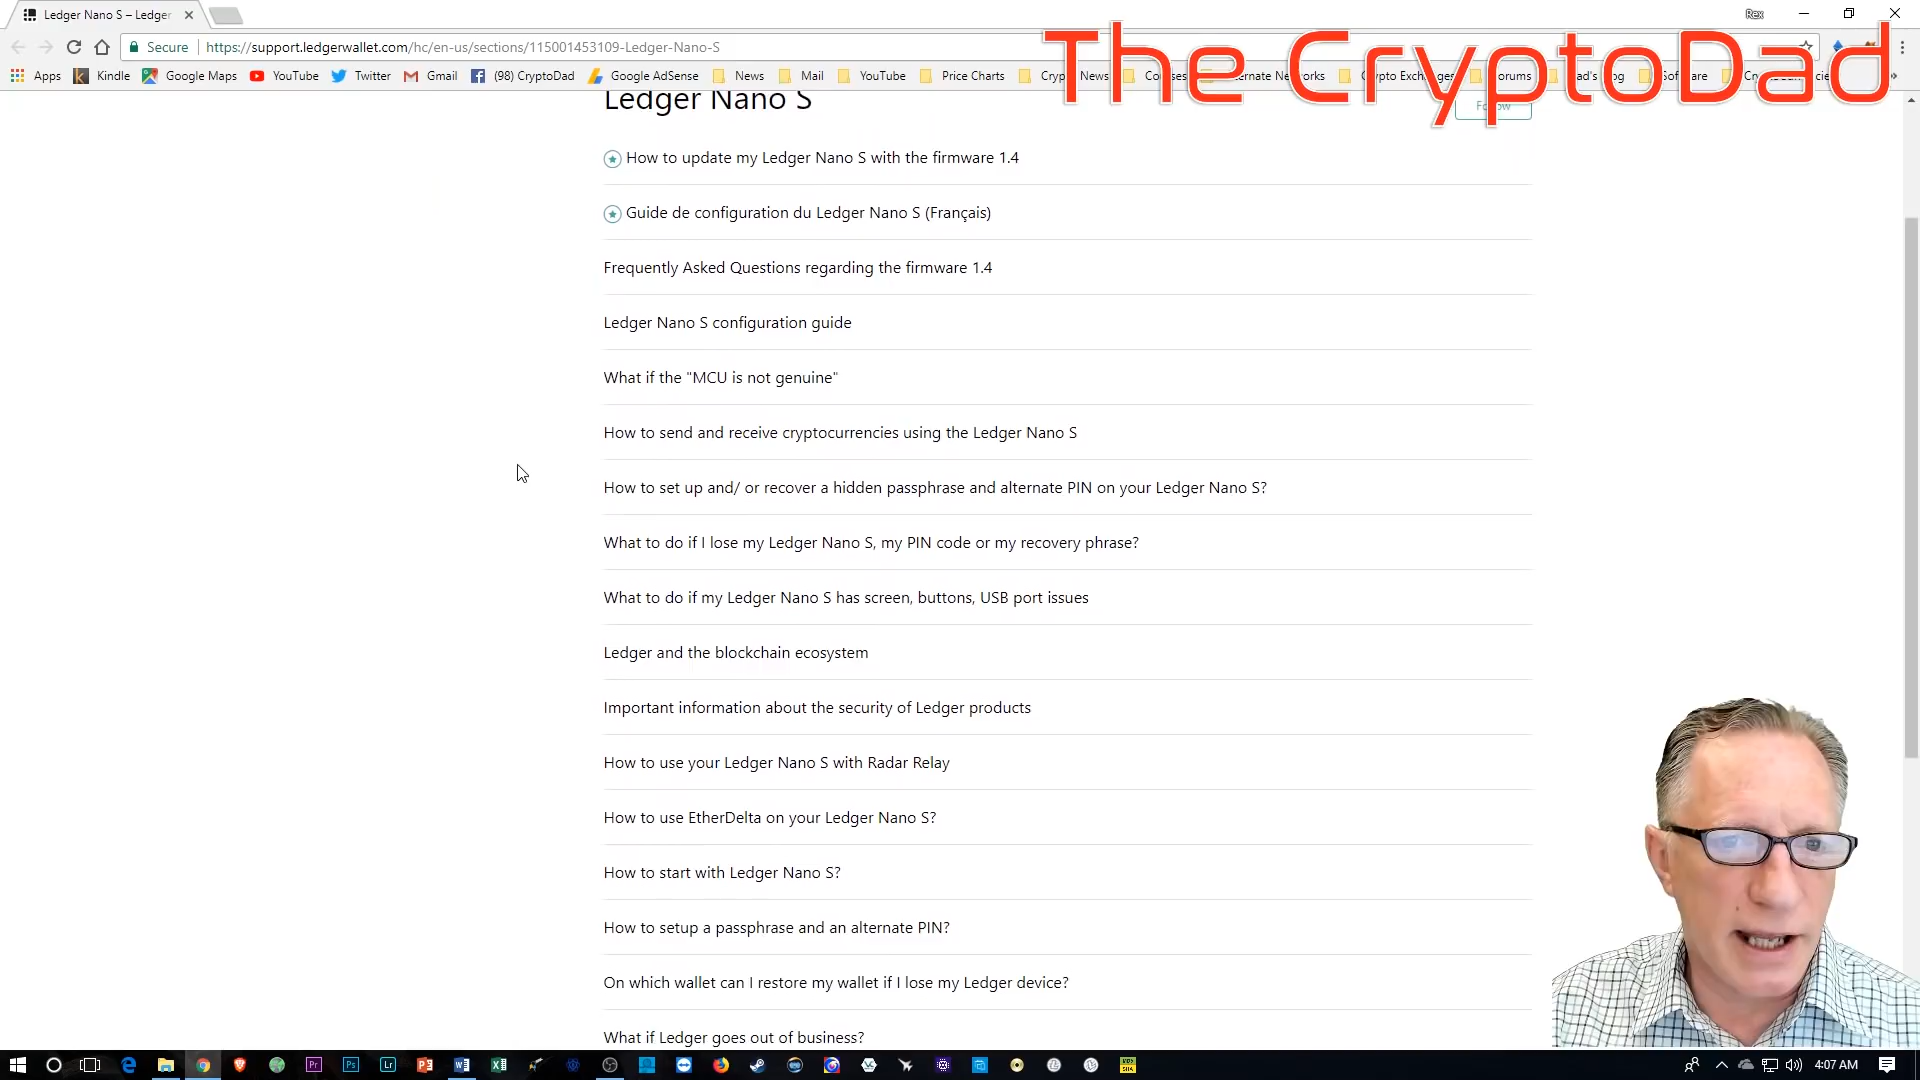 Ledger Nano S – Ledger
Rex
Secure
https://support.ledgerwallet.com/hc/en-us/sections/115001453109-Ledger-Nano-S
The CryptoDad
Apps
Kindle
Google Maps
YouTube
Twitter
Gmail
(98) CryptoDad
Google AdSense
News
Mail
YouTube
Price Charts
News
Forums
Software
Ledger Nano S
Follow
How to update my Ledger Nano S with the firmware 1.4
Guide de configuration du Ledger Nano S (Français)
Frequently Asked Questions regarding the firmware 1.4
Ledger Nano S configuration guide
What if the "MCU is not genuine"
How to send and receive cryptocurrencies using the Ledger Nano S
How to set up and/ or recover a hidden passphrase and alternate PIN on your Ledger Nano S?
What to do if I lose my Ledger Nano S, my PIN code or my recovery phrase?
What to do if my Ledger Nano S has screen, buttons, USB port issues
Ledger and the blockchain ecosystem
Important information about the security of Ledger products
How to use your Ledger Nano S with Radar Relay
How to use EtherDelta on your Ledger Nano S?
How to start with Ledger Nano S?
How to setup a passphrase and an alternate PIN?
On which wallet can I restore my wallet if I lose my Ledger device?
What if Ledger goes out of business?
4:07 AM